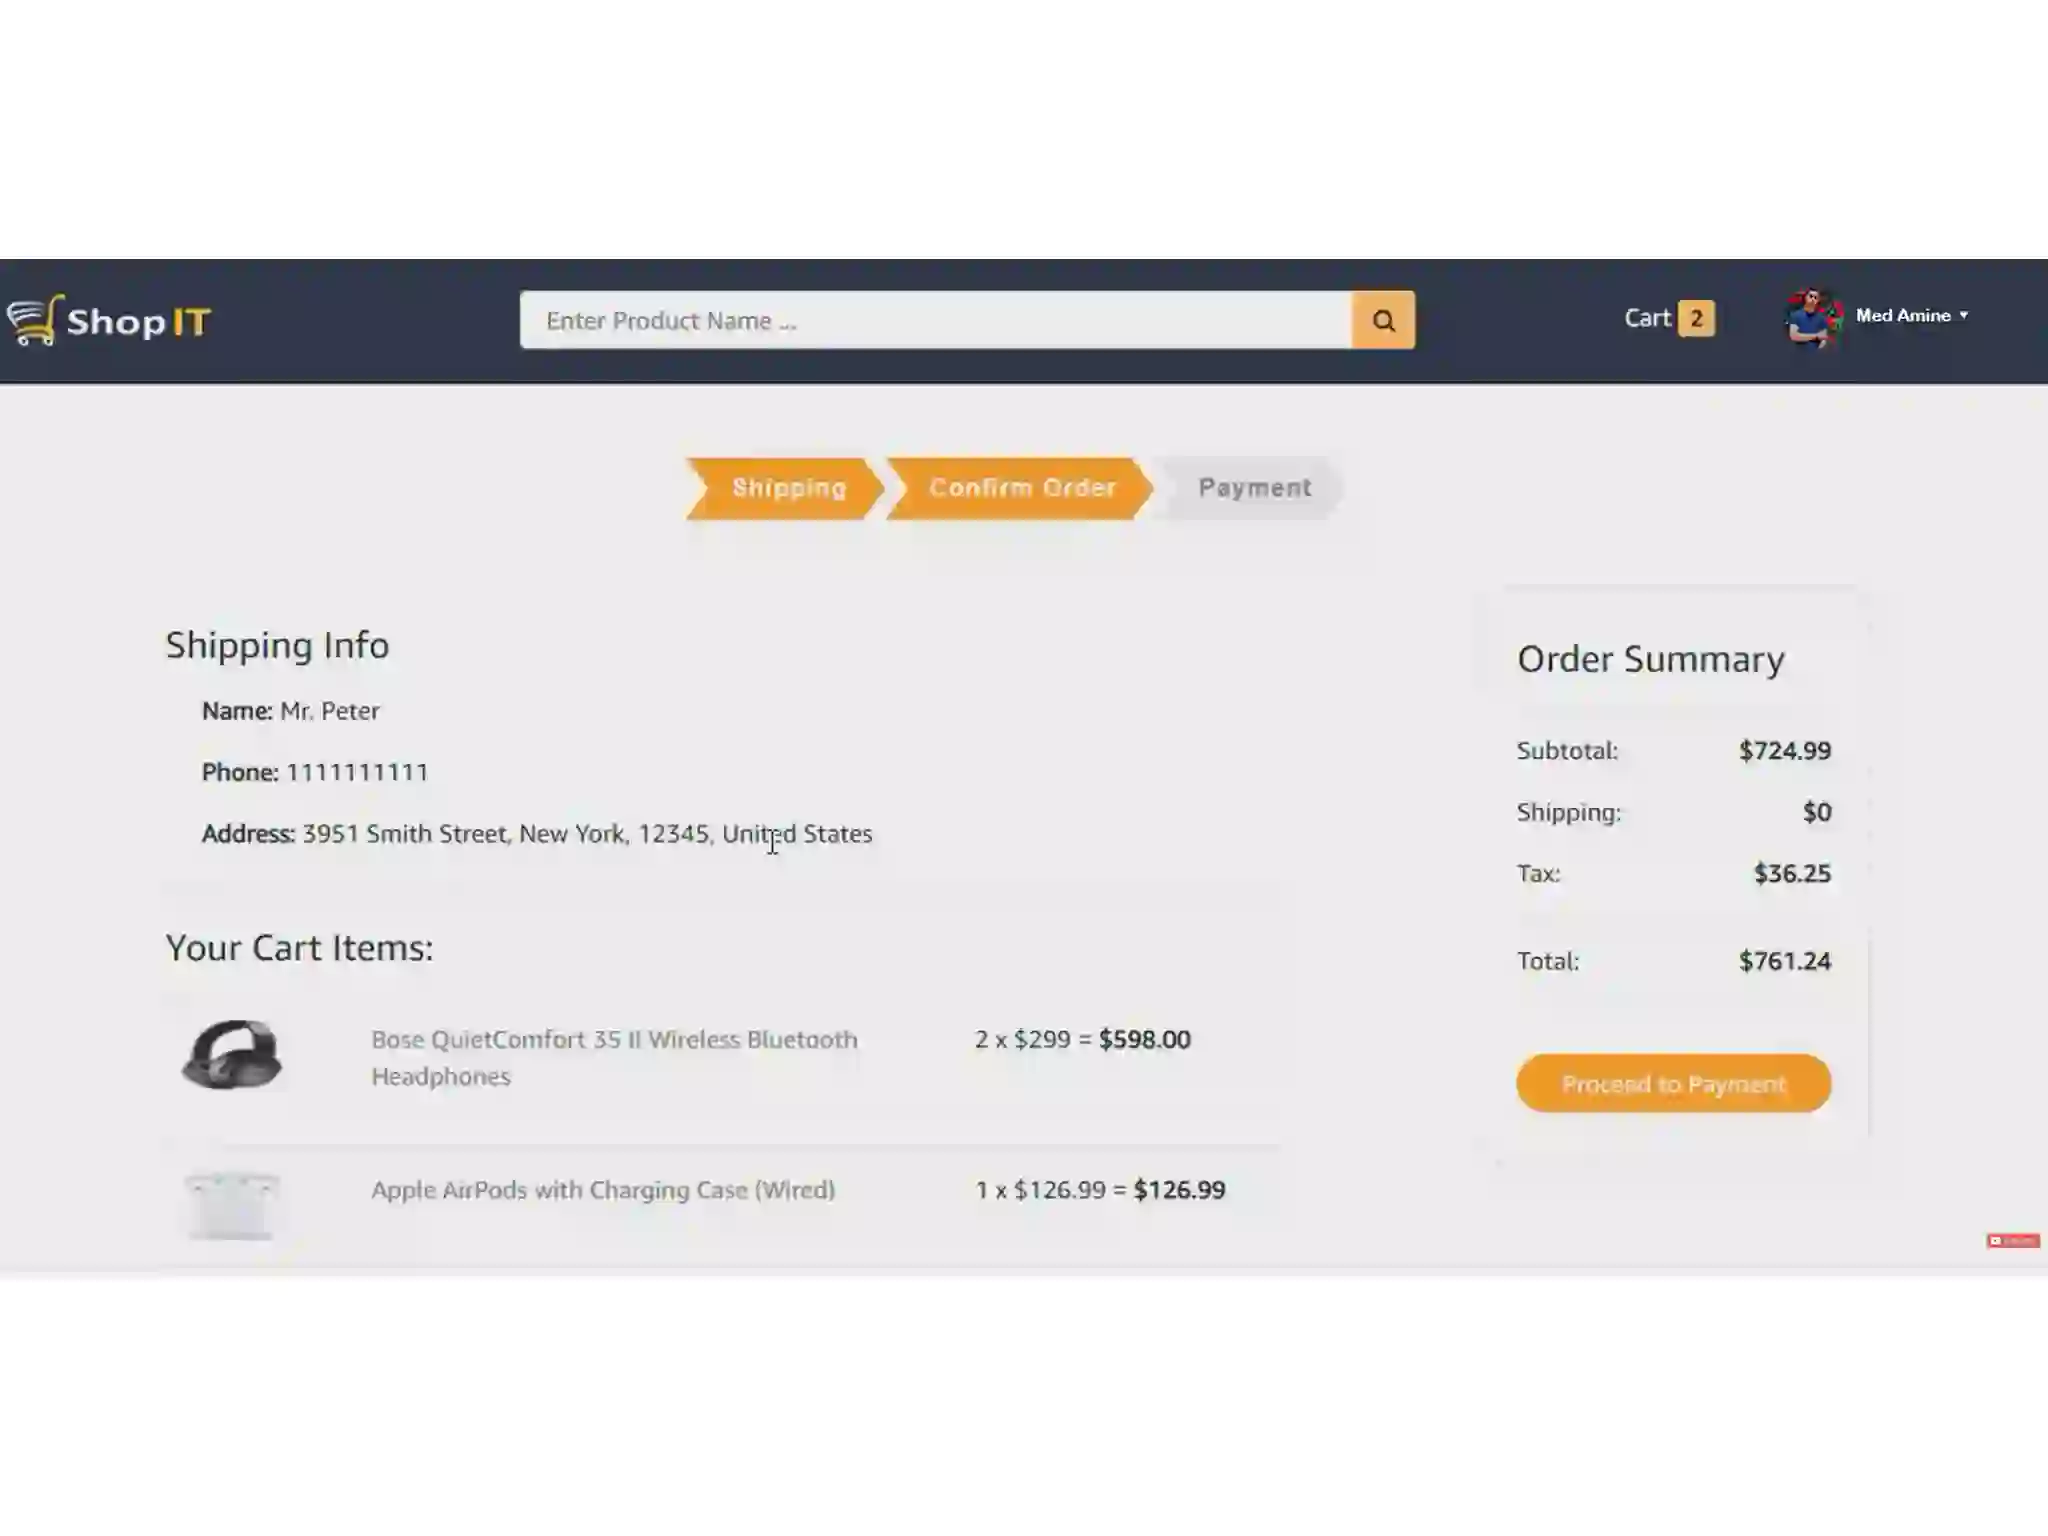 ShopIT
Enter Product Name ...
Cart 2
Med Amine
Shipping
Confirm Order
Payment
Shipping Info
Name: Mr. Peter
Phone: 1111111111
Address: 3951 Smith Street, New York, 12345, United States
Your Cart Items:
Bose QuietComfort 35 II Wireless Bluetooth
Headphones
2 x $299 = $598.00
Apple AirPods with Charging Case (Wired)
1 x $126.99 = $126.99
Order Summary
Subtotal: $724.99
Shipping: $0
Tax: $36.25
Total: $761.24
Proceed to Payment